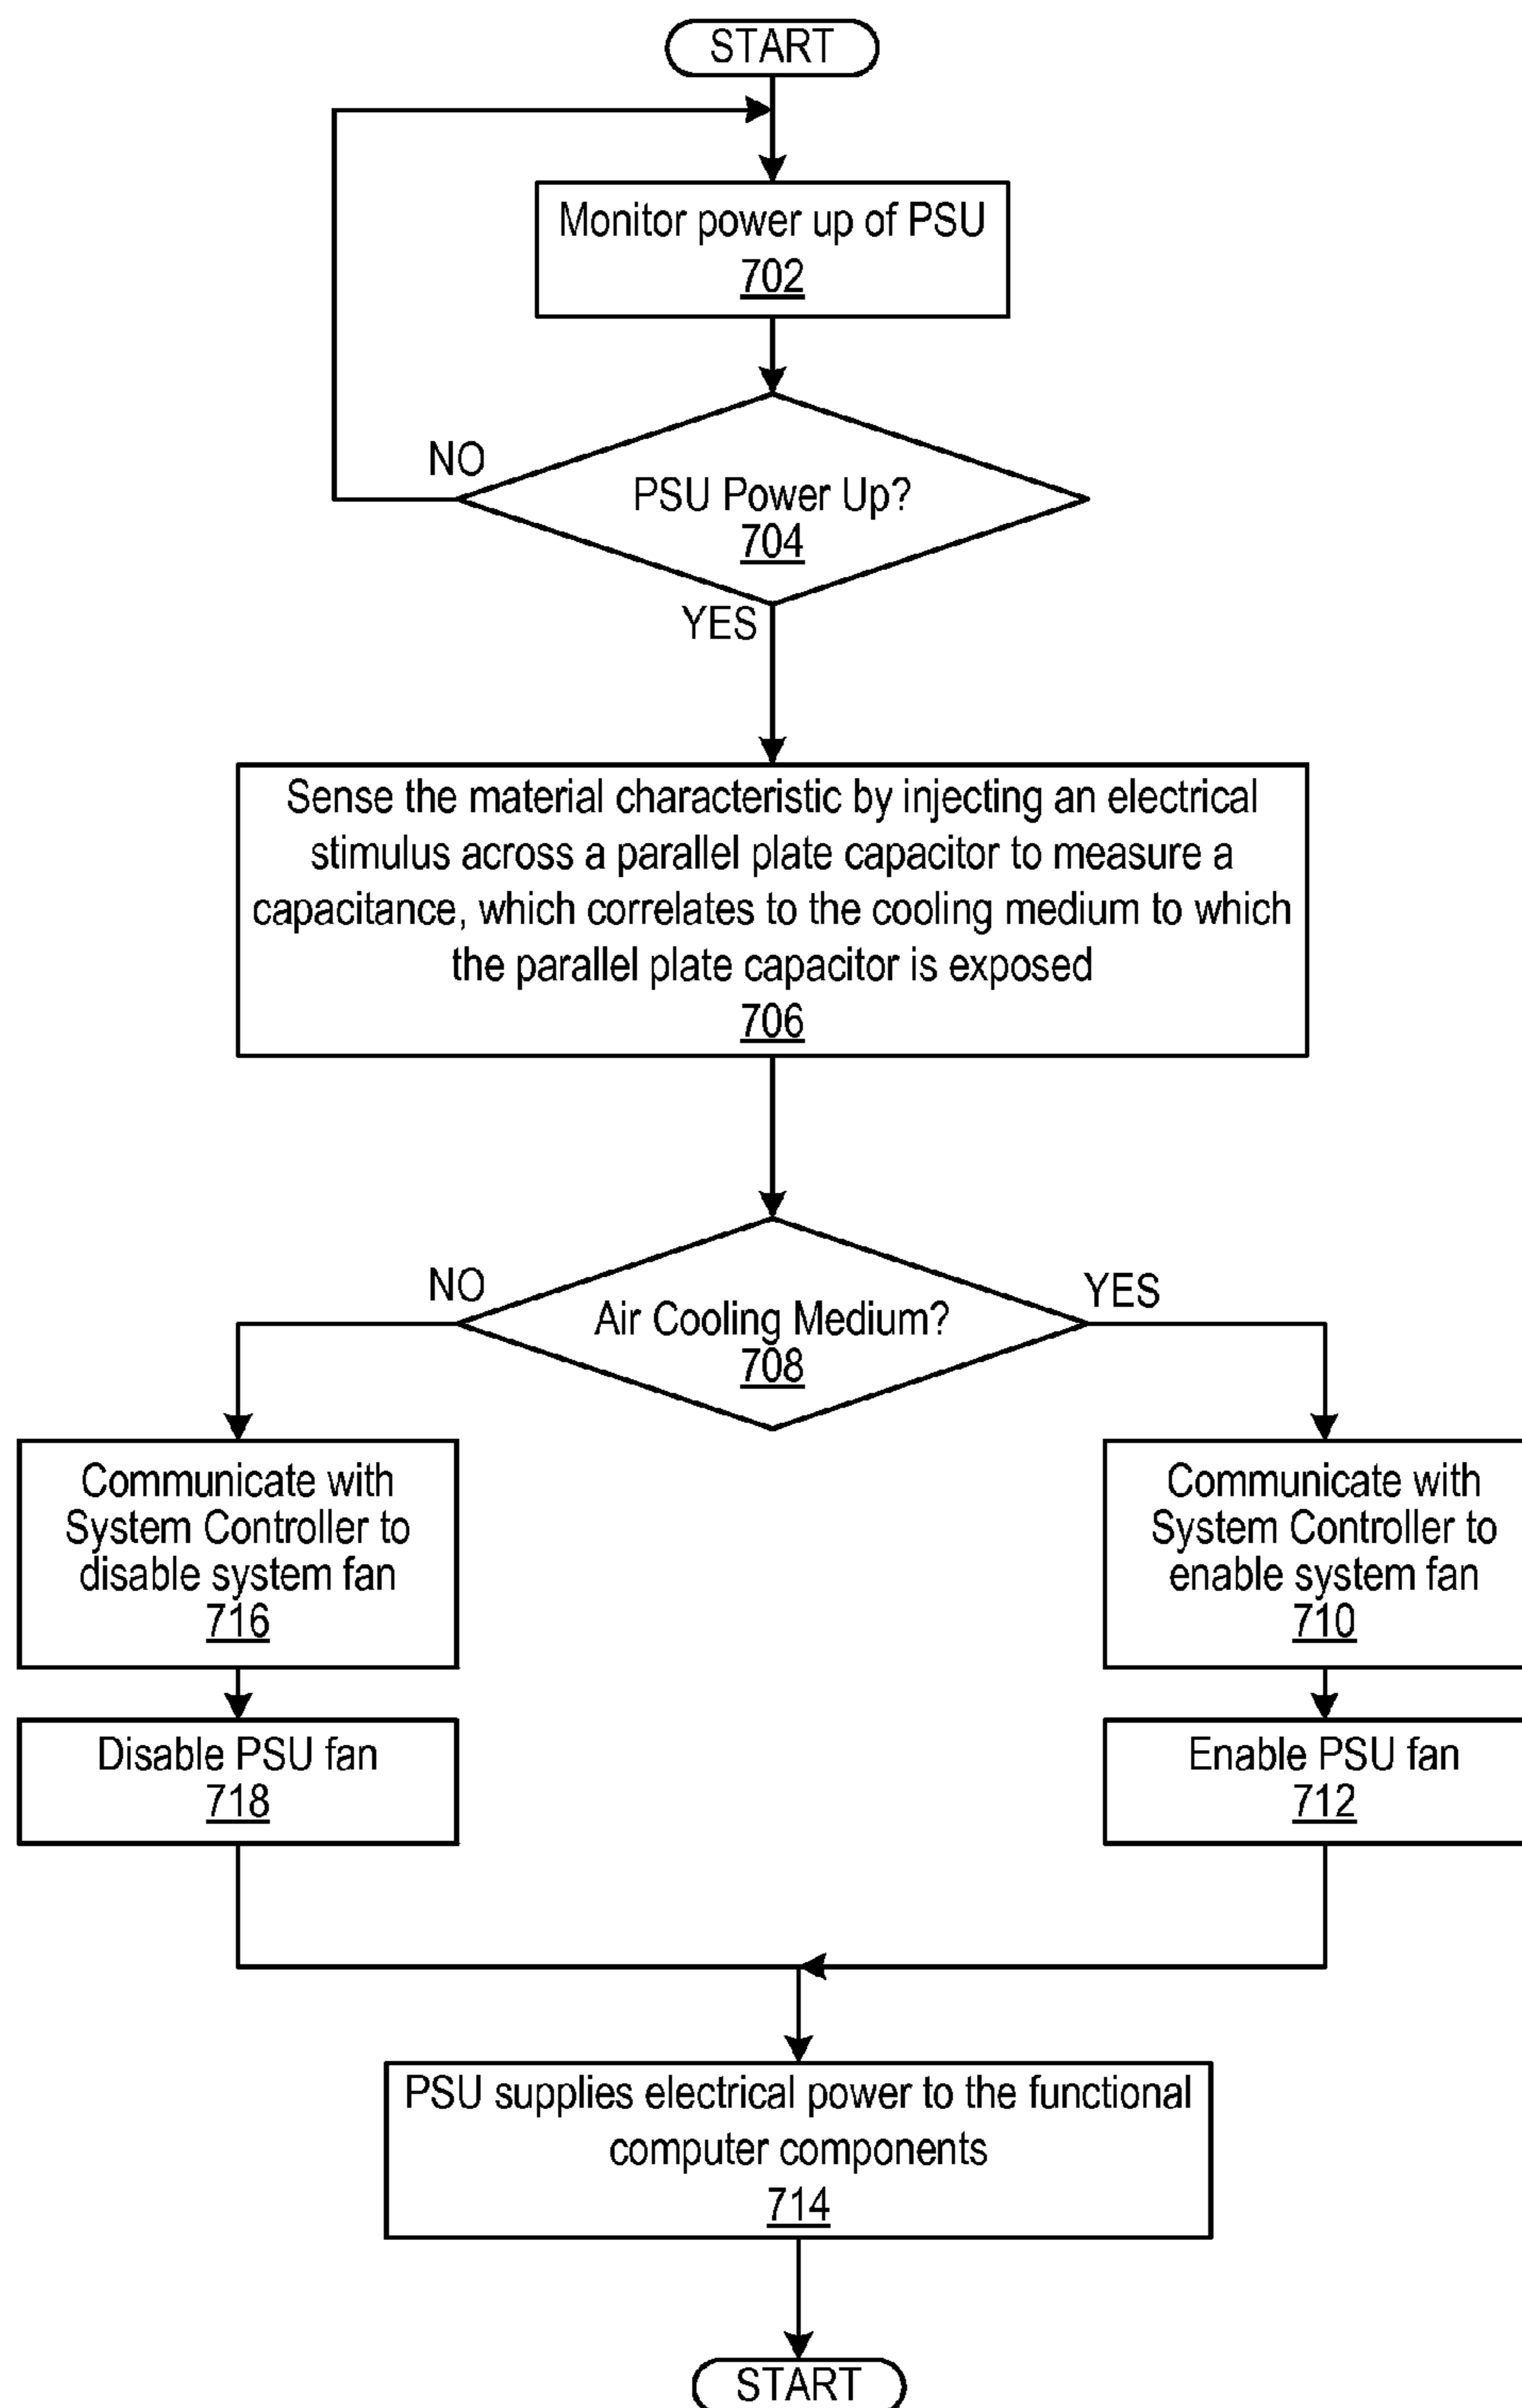 START
Monitor power up of PSU
702
NO
PSU Power Up?
704
YES
Sense the material characteristic by injecting an electrical
stimulus across a parallel plate capacitor to measure a
capacitance, which correlates to the cooling medium to which
the parallel plate capacitor is exposed
706
NO
YES
Air Cooling Medium?
708
Communicate with
System Controller to
disable system fan
716
Communicate with
System Controller to
enable system fan
710
Disable PSU fan
718
Enable PSU fan
712
PSU supplies electrical power to the functional
computer components
714
START